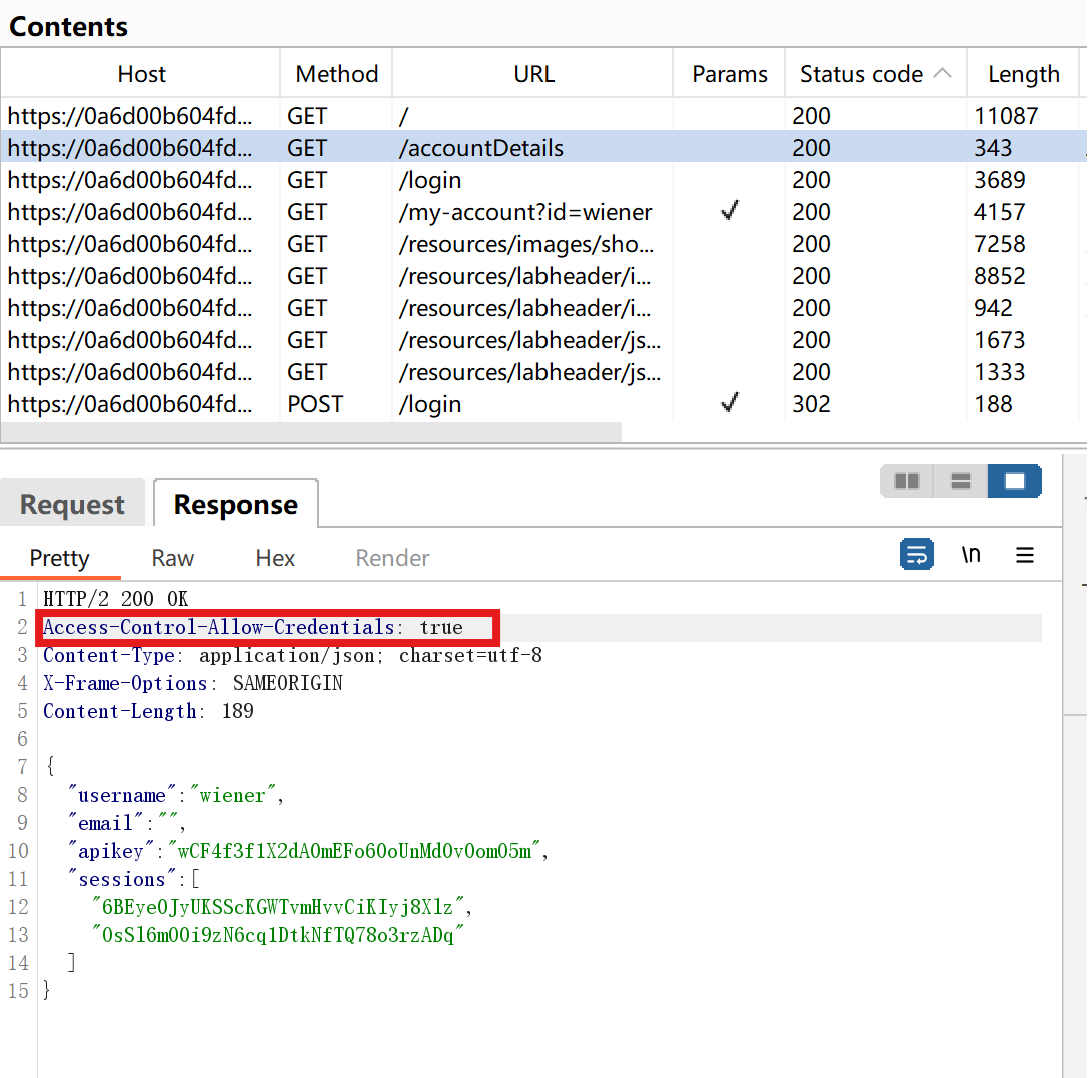 Contents
Host Method URL Params Status code Length
https://0a6d00b604fd... GET / 200 11087
https://0a6d00b604fd... GET /accountDetails 200 343
https://0a6d00b604fd... GET /login 200 3689
https://0a6d00b604fd... GET /my-account?id=wiener ✓ 200 4157
https://0a6d00b604fd... GET /resources/images/sho... 200 7258
https://0a6d00b604fd... GET /resources/labheader/i... 200 8852
https://0a6d00b604fd... GET /resources/labheader/i... 200 942
https://0a6d00b604fd... GET /resources/labheader/js... 200 1673
https://0a6d00b604fd... GET /resources/labheader/js... 200 1333
https://0a6d00b604fd... POST /login ✓ 302 188
Request Response
Pretty Raw Hex Render \n
1 HTTP/2 200 OK
2 Access-Control-Allow-Credentials: true
3 Content-Type: application/json; charset=utf-8
4 X-Frame-Options: SAMEORIGIN
5 Content-Length: 189
6
7 {
8 "username":"wiener",
9 "email":"",
10 "apikey":"wCF4f3f1X2dAOmEFo6OoUnMdOvOomO5m",
11 "sessions":[
12 "6BEyeOJyUKSScKGWTvmHvvCiKIyj8Xlz",
13 "OsSl6mOOi9zN6cq1DtkNfTQ78o3rzADq"
14 ]
15 }